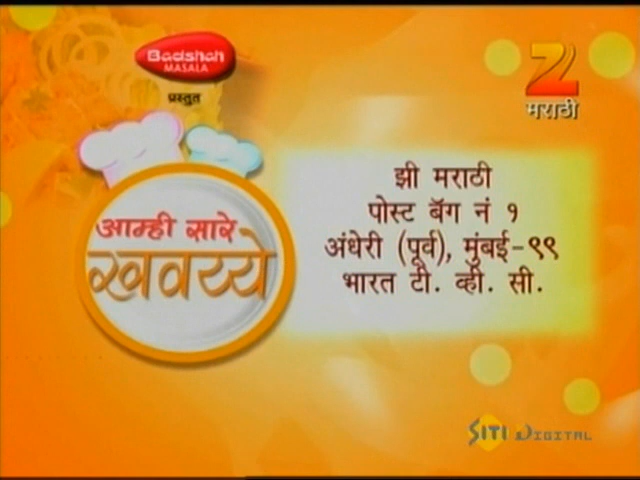 Badshah
MASALA
प्रस्तुत
आम्ही सारे
खवय्ये
झी मराठी
पोस्ट बॅग नं १
अंधेरी (पूर्व), मुंबई-९९
भारत टी. व्ही. सी.
Z
मराठी
SITI DIGITAL